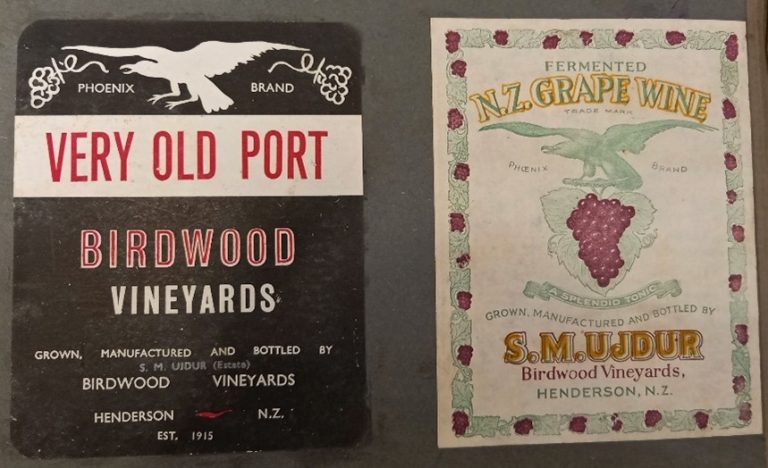 PHOENIX BRAND
VERY OLD PORT
BIRDWOOD
VINEYARDS
GROWN, MANUFACTURED AND BOTTLED BY
S. M. UJDUR (Estate)
BIRDWOOD VINEYARDS
HENDERSON N.Z.
EST. 1915
FERMENTED
N.Z. GRAPE WINE
TRADE MARK
PHŒNIX BRAND
A SPLENDID TONIC
GROWN, MANUFACTURED AND BOTTLED BY
S.M.UJDUR
Birdwood Vineyards,
HENDERSON, N.Z.